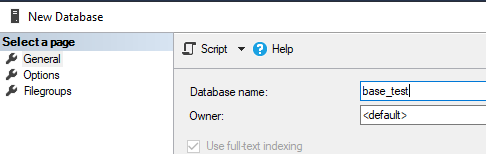 New Database
Select a page
General
Options
Filegroups
Script
Help
Database name:
base_test
Owner:
<default>
Use full-text indexing